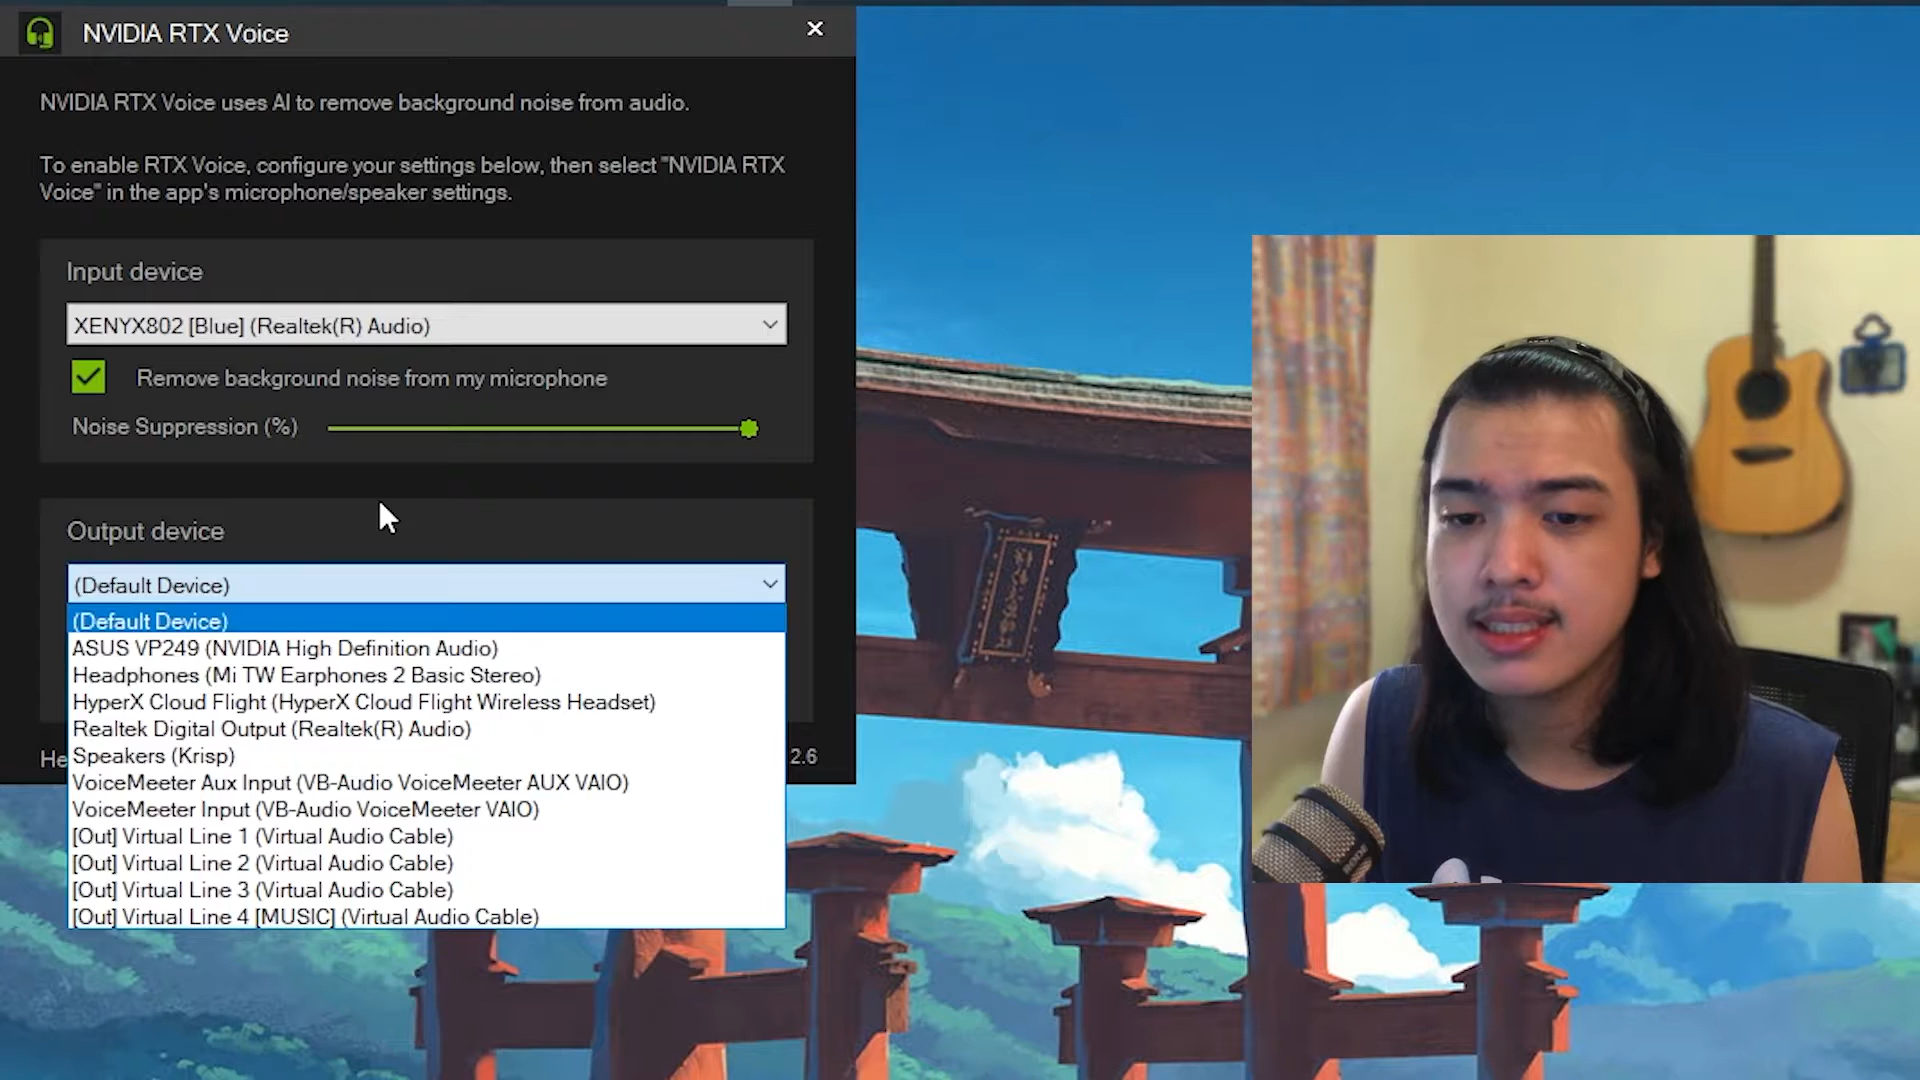 NVIDIA RTX Voice
NVIDIA RTX Voice uses AI to remove background noise from audio.
To enable RTX Voice, configure your settings below, then select "NVIDIA RTX
Voice" in the app's microphone/speaker settings.
Input device
XENYX802 [Blue] (Realtek(R) Audio)
Remove background noise from my microphone
Noise Suppression (%)
Output device
(Default Device)
(Default Device)
ASUS VP249 (NVIDIA High Definition Audio)
Headphones (Mi TW Earphones 2 Basic Stereo)
HyperX Cloud Flight (HyperX Cloud Flight Wireless Headset)
Realtek Digital Output (Realtek(R) Audio)
Speakers (Krisp)
He
2.6
VoiceMeeter Aux Input (VB-Audio VoiceMeeter AUX VAIO)
VoiceMeeter Input (VB-Audio VoiceMeeter VAIO)
[Out] Virtual Line 1 (Virtual Audio Cable)
[Out] Virtual Line 2 (Virtual Audio Cable)
[Out] Virtual Line 3 (Virtual Audio Cable)
[Out] Virtual Line 4 [MUSIC] (Virtual Audio Cable)